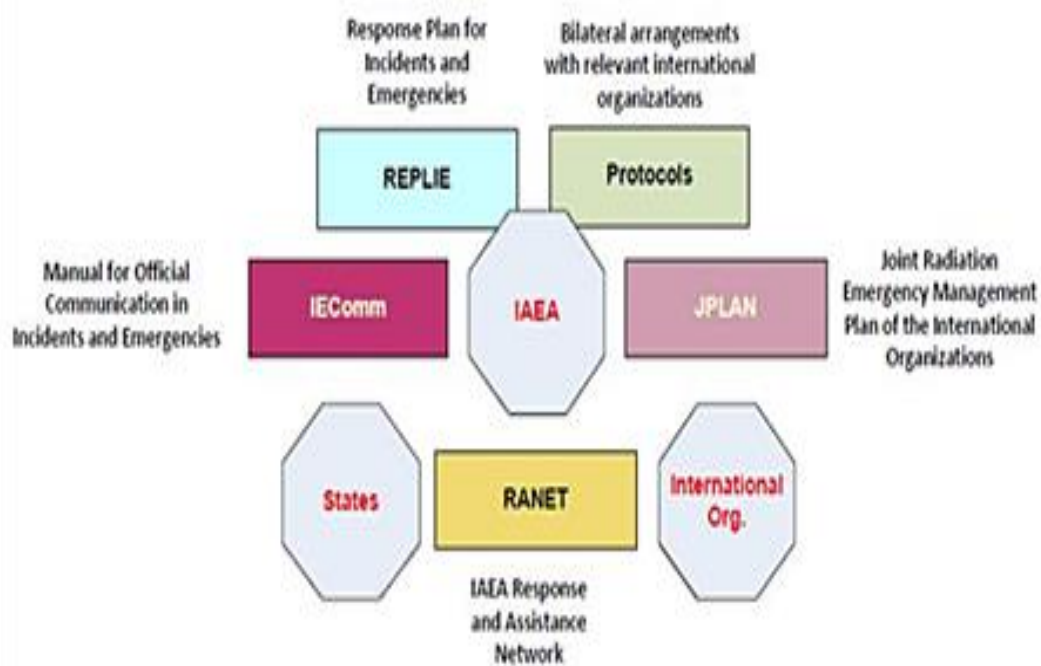 Response Plan for
Incidents and
Emergencies
Bilateral arrangements
with relevant international
organizations
REPLIE
Protocols
Manual for Official
Communication in
Incidents and Emergencies
IEComm
IAEA
JPLAN
Joint Radiation
Emergency Management
Plan of the International
Organizations
States
RANET
International
Org.
IAEA Response
and Assistance
Network